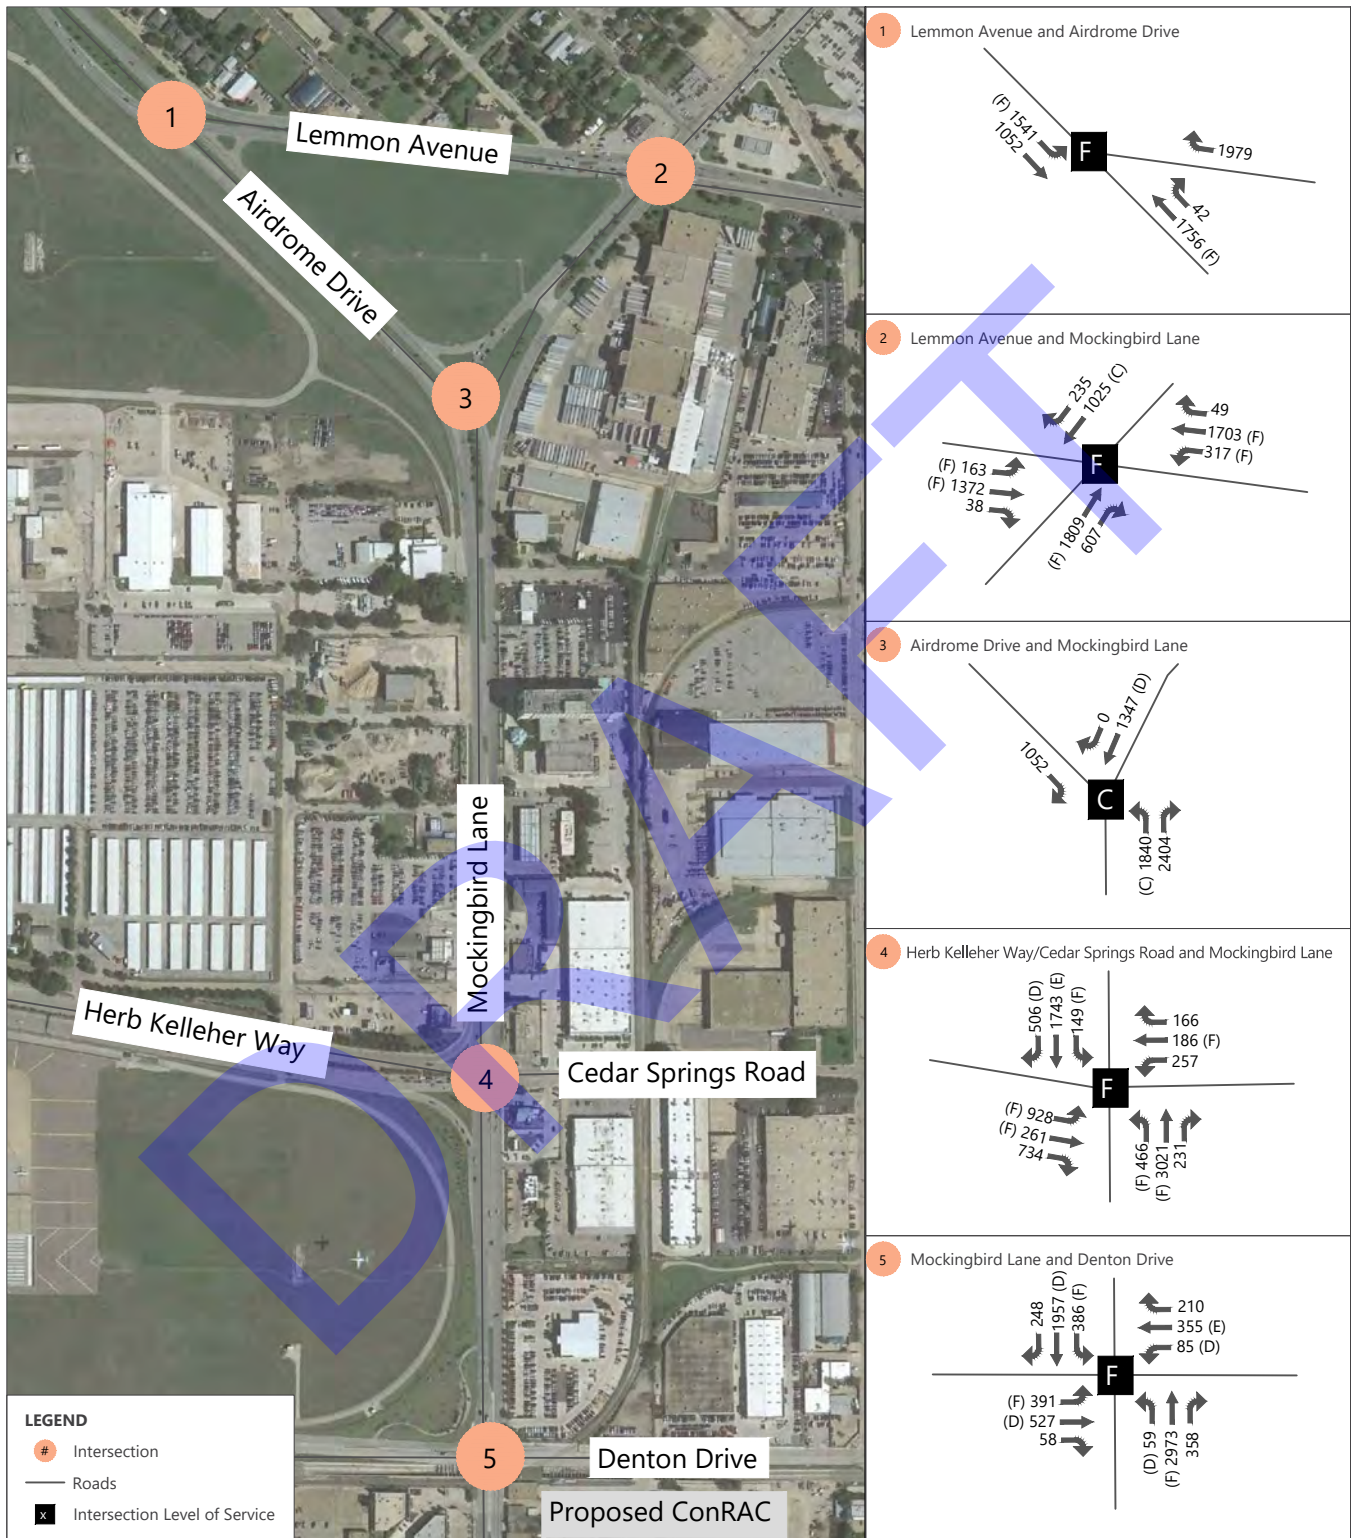 1
Lemmon Avenue
2
Airdrome Drive
3
Mockingbird Lane
Herb Kelleher Way
4
Cedar Springs Road
5
Denton Drive
Proposed ConRAC
LEGEND
# Intersection
Roads
x Intersection Level of Service
DRAFT
1 Lemmon Avenue and Airdrome Drive
(F) 1541
1052
F
1979
42
1756 (F)
2 Lemmon Avenue and Mockingbird Lane
235
1025 (C)
49
1703 (F)
317 (F)
F
(F) 163
(F) 1372
38
(F) 1809
607
3 Airdrome Drive and Mockingbird Lane
0
1347 (D)
1052
C
(C) 1840
2404
4 Herb Kelleher Way/Cedar Springs Road and Mockingbird Lane
506 (D)
1743 (E)
149 (F)
166
186 (F)
257
F
(F) 928
(F) 261
734
(F) 466
(F) 3021
231
5 Mockingbird Lane and Denton Drive
248
1957 (D)
386 (F)
210
355 (E)
85 (D)
F
(F) 391
(D) 527
58
(D) 59
(F) 2973
358